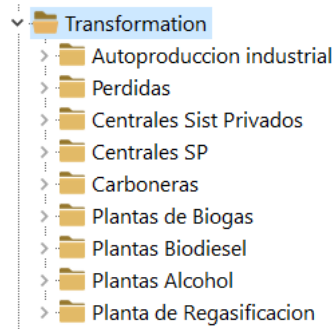 Transformation
Autoproduccion industrial
Perdidas
Centrales Sist Privados
Centrales SP
Carboneras
Plantas de Biogas
Plantas Biodiesel
Plantas Alcohol
Planta de Regasificacion